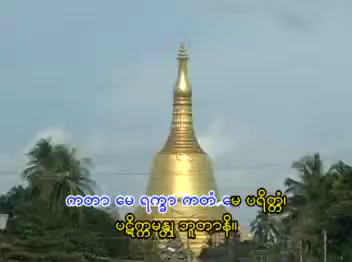 ကတာ မေ ရက္ခာ ကတံ မေ ပရိတ္တံ၊
ပဋိက္ကမန္တု ဘူတာနိ။